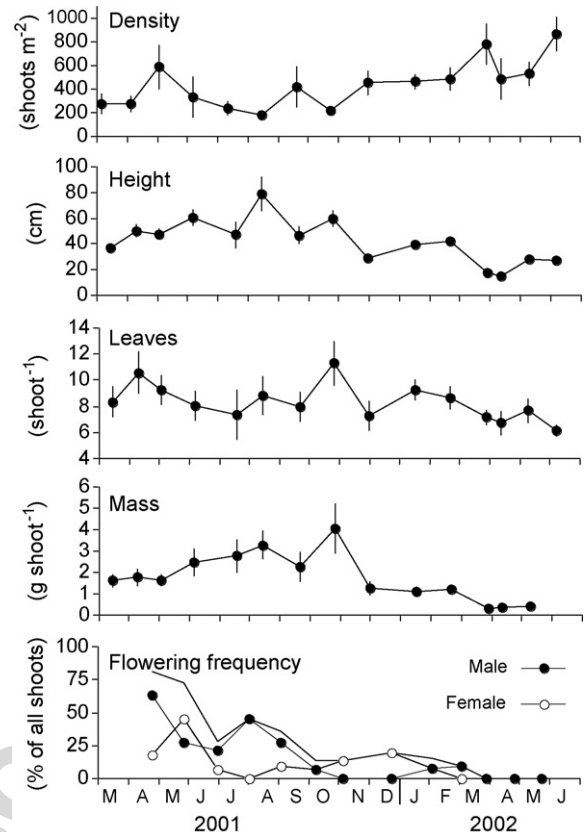 Density
(shoots m⁻²)
1000
800
600
400
200
0
Height
(cm)
100
80
60
40
20
0
Leaves
(shoot⁻¹)
14
12
10
8
6
4
Mass
(g shoot⁻¹)
6
5
4
3
2
1
0
Flowering frequency
(% of all shoots)
100
75
50
25
0
Male
Female
M A M J J A S O N D J F M A M J
2001 2002